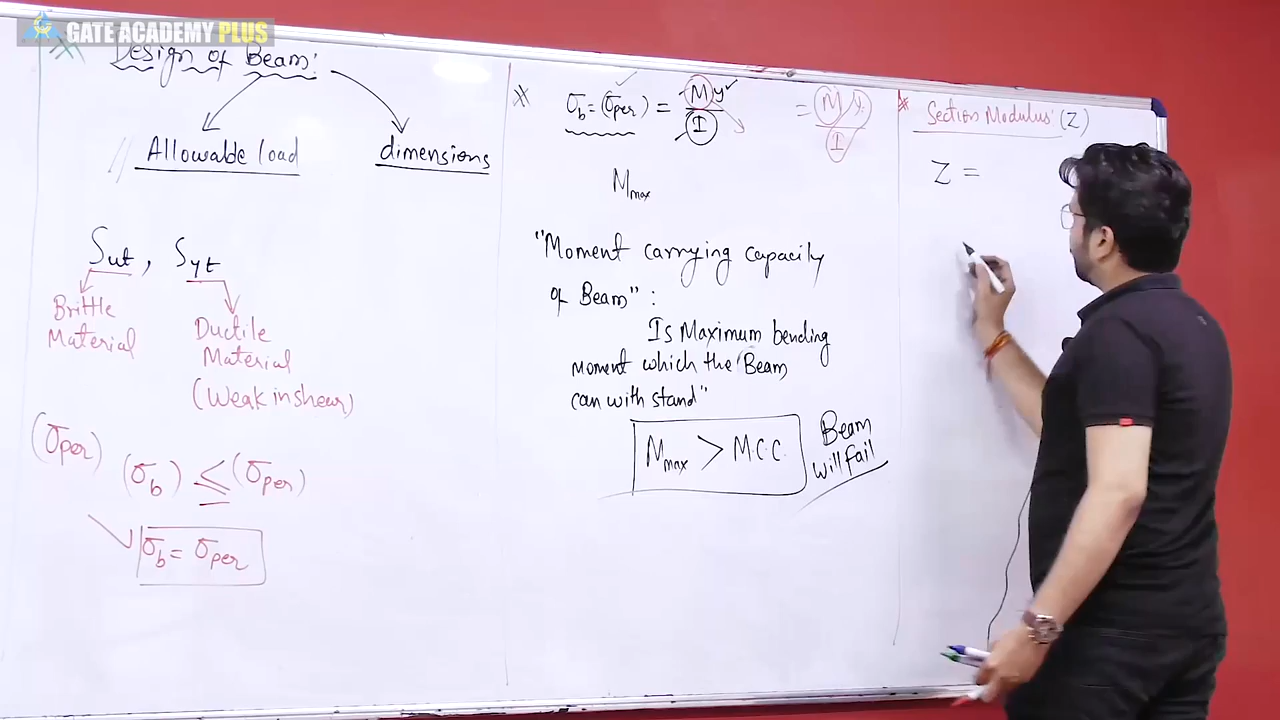 GATE ACADEMY PLUS
Design of Beam:
Allowable load
dimensions
Sut, Syt
Brittle
Material
Ductile
Material
(Weak in shear)
(σper)
(σb) ≤ (σper)
σb = σper
σb = (σper) = My/I = My/I
Mmax
"Moment carrying capacity
of Beam" :
Is Maximum bending
moment which the Beam
can with stand"
Mmax > M.C.C.
Beam
will fail
Section Modulus: (Z)
Z =